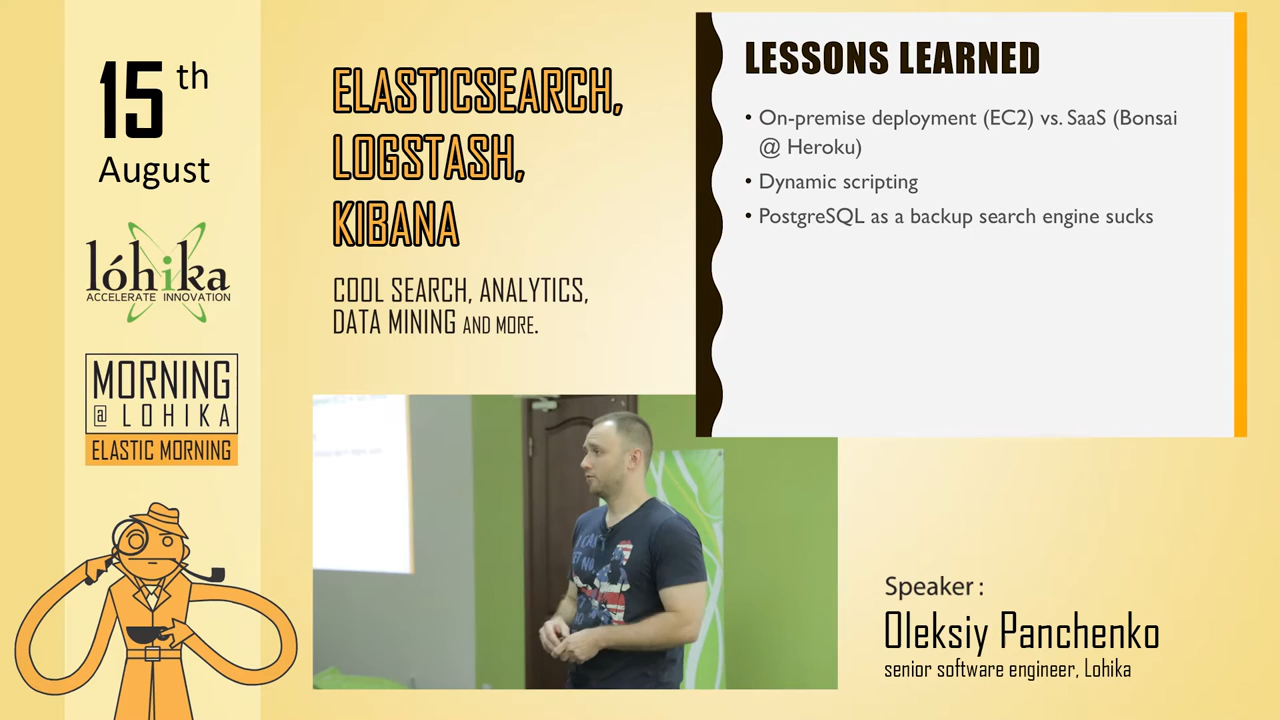 15th
August
lóhika
ACCELERATE INNOVATION
MORNING
@ LOHIKA
ELASTIC MORNING
ELASTICSEARCH,
LOGSTASH,
KIBANA
COOL SEARCH, ANALYTICS,
DATA MINING AND MORE.
LESSONS LEARNED
• On-premise deployment (EC2) vs. SaaS (Bonsai
@ Heroku)
• Dynamic scripting
• PostgreSQL as a backup search engine sucks
Speaker :
Oleksiy Panchenko
senior software engineer, Lohika